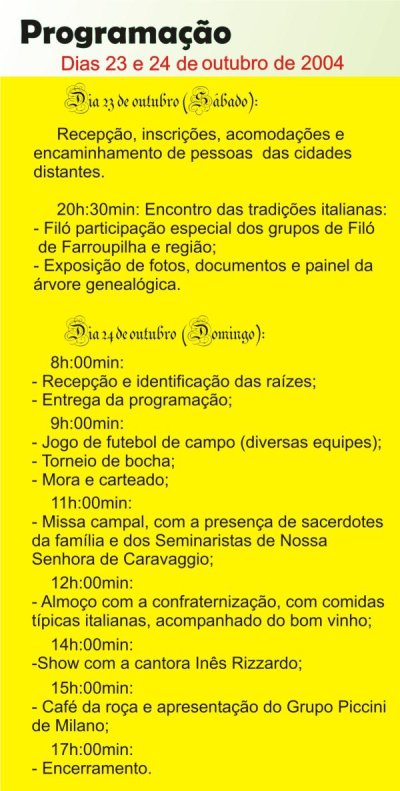 Programação
Dias 23 e 24 de outubro de 2004
Dia 23 de outubro (Sábado):
Recepção, inscrições, acomodações e
encaminhamento de pessoas das cidades
distantes.
20h:30min: Encontro das tradições italianas:
- Filó participação especial dos grupos de Filó
de Farroupilha e região;
- Exposição de fotos, documentos e painel da
árvore genealógica.
Dia 24 de outubro (Domingo):
8h:00min:
- Recepção e identificação das raízes;
- Entrega da programação;
9h:00min:
- Jogo de futebol de campo (diversas equipes);
- Torneio de bocha;
- Mora e carteado;
11h:00min:
- Missa campal, com a presença de sacerdotes
da família e dos Seminaristas de Nossa
Senhora de Caravaggio;
12h:00min:
- Almoço com a confraternização, com comidas
típicas italianas, acompanhado do bom vinho;
14h:00min:
-Show com a cantora Inês Rizzardo;
15h:00min:
- Café da roça e apresentação do Grupo Piccini
de Milano;
17h:00min:
- Encerramento.